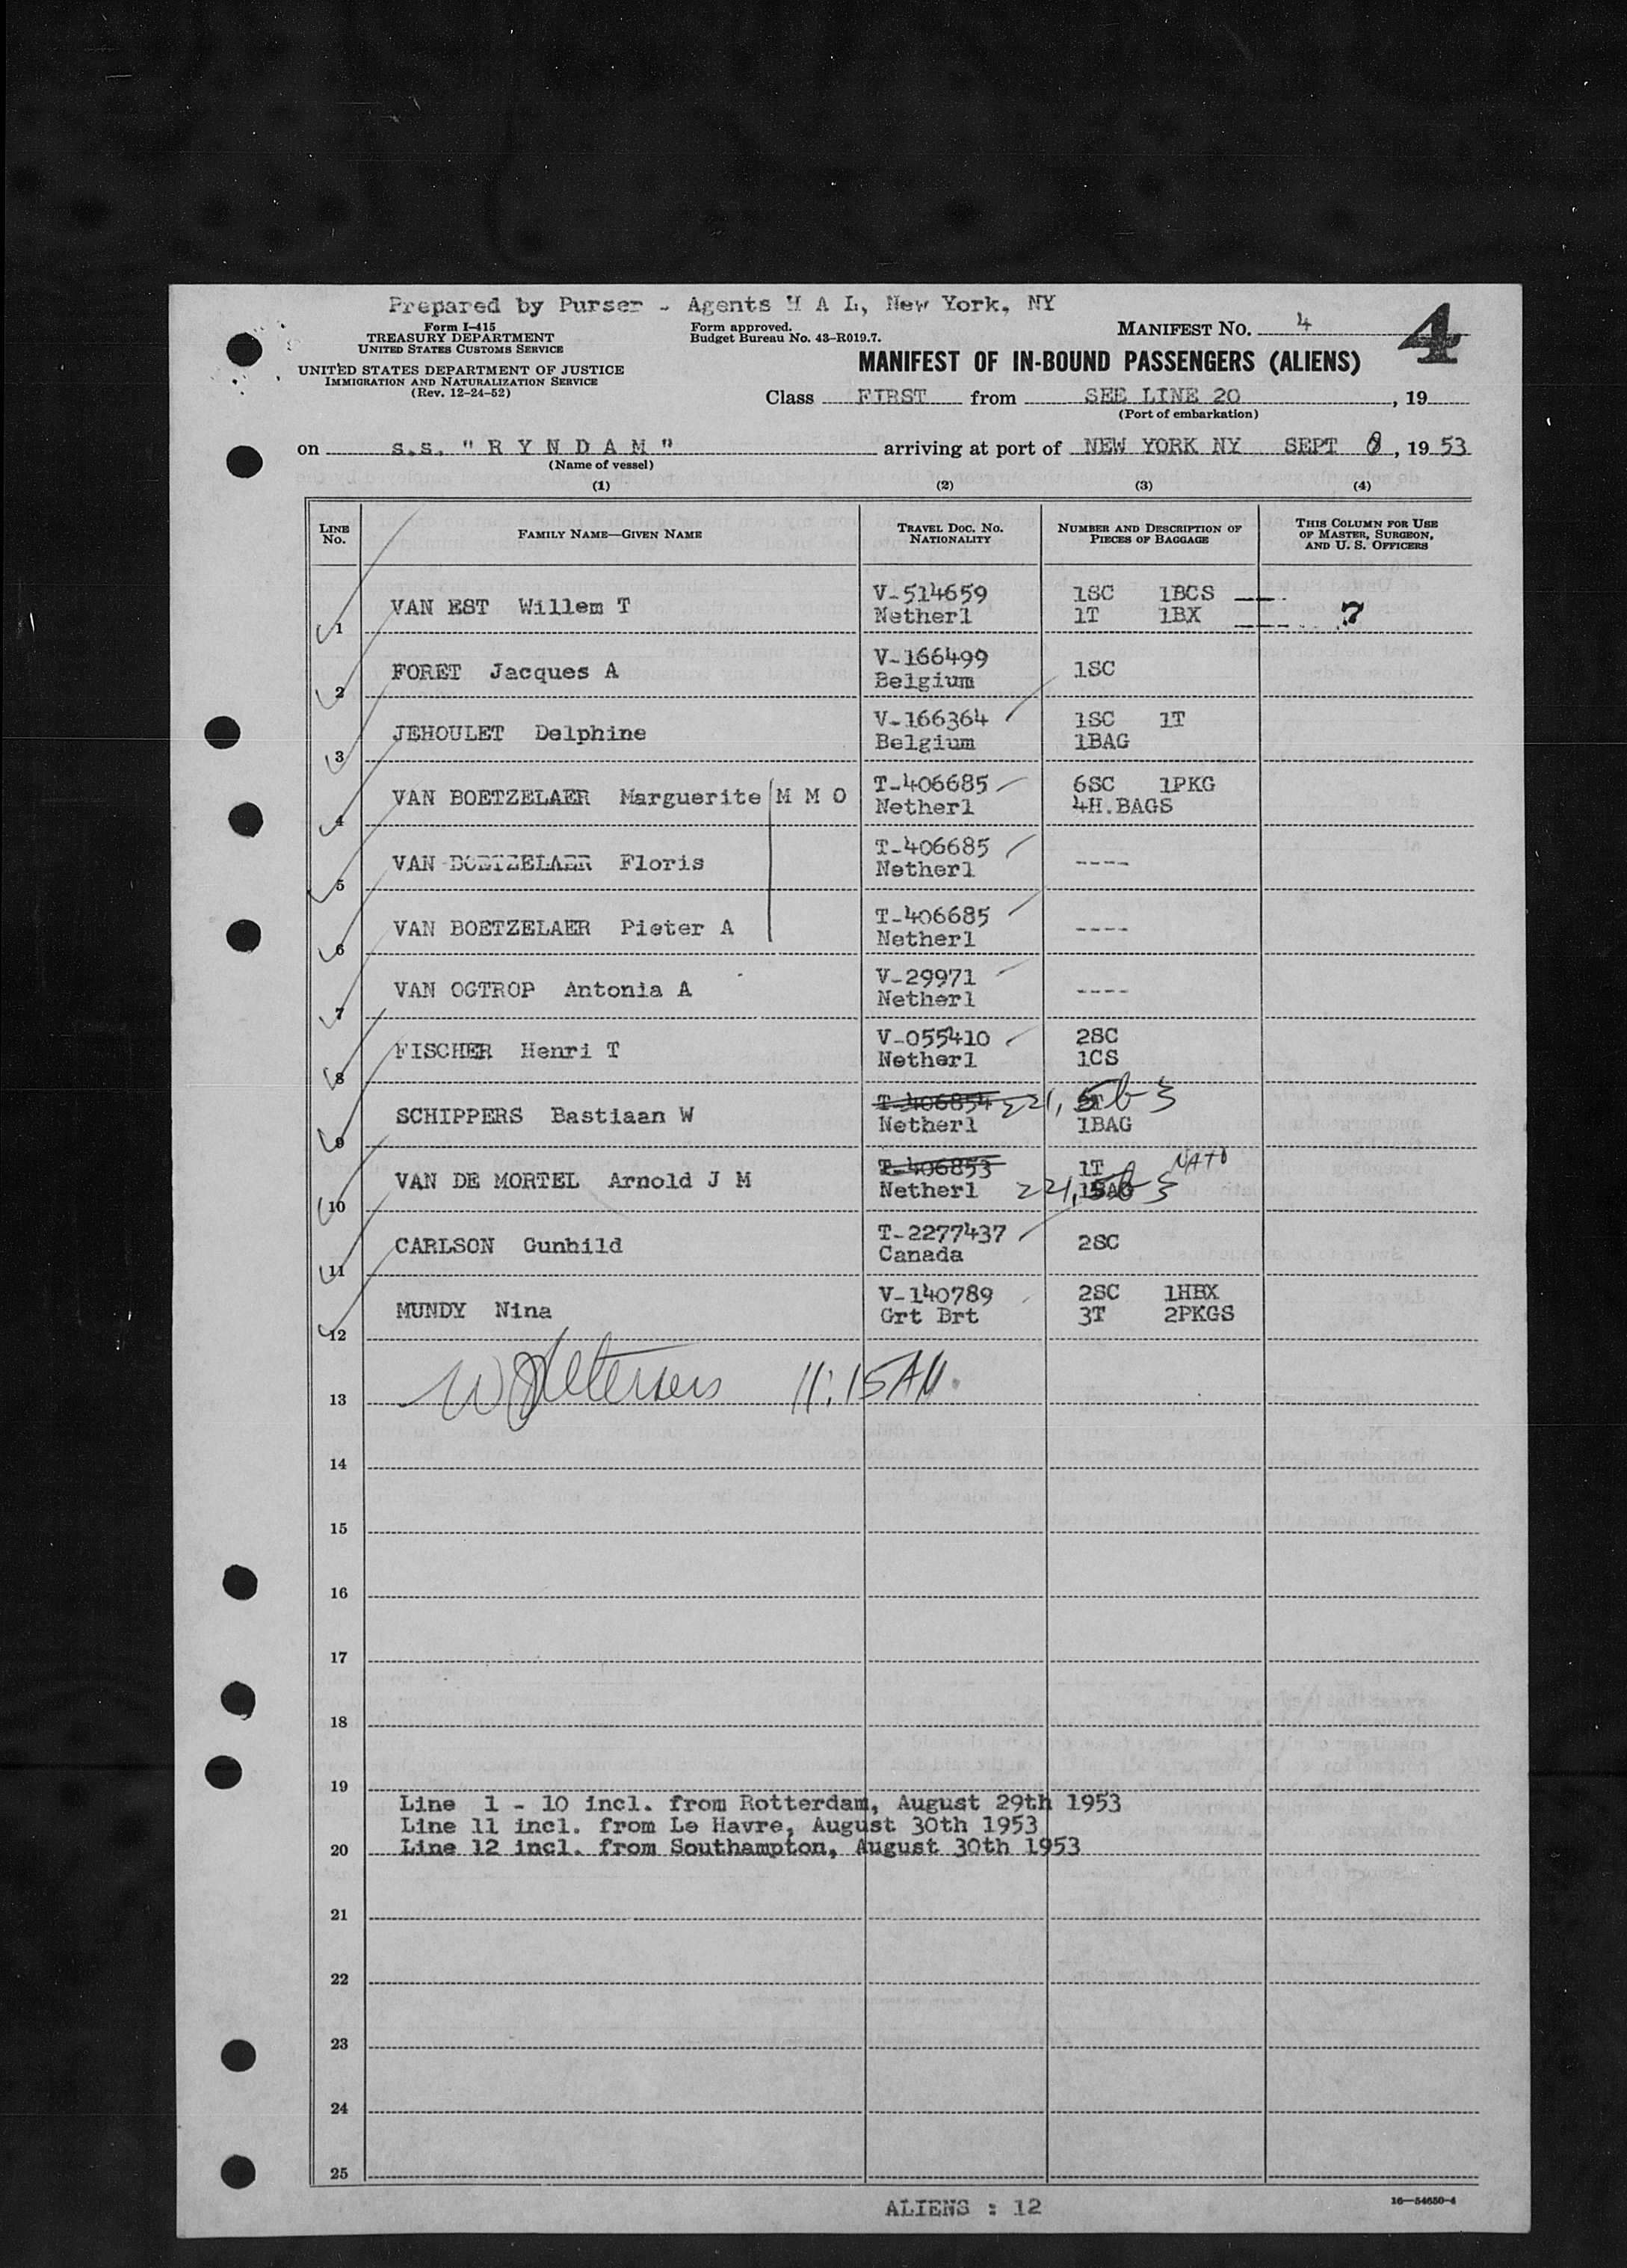 Prepared by Purser - Agents H A L, New York, NY
Form I-415
TREASURY DEPARTMENT
UNITED STATES CUSTOMS SERVICE
UNITED STATES DEPARTMENT OF JUSTICE
IMMIGRATION AND NATURALIZATION SERVICE
(Rev. 12-24-52)
Form approved.
Budget Bureau No. 43-R019.7.
MANIFEST NO. 4
4
MANIFEST OF IN-BOUND PASSENGERS (ALIENS)
Class FIRST from SEE LINE 20, 19
(Port of embarkation)
on s.s. "R Y N D A M" arriving at port of NEW YORK NY SEPT 8, 1953
(Name of vessel)
(1) (2) (3) (4)
LINE NO. FAMILY NAME—GIVEN NAME TRAVEL DOC. NO. NATIONALITY NUMBER AND DESCRIPTION OF PIECES OF BAGGAGE THIS COLUMN FOR USE OF MASTER, SURGEON, AND U. S. OFFICERS
1 VAN EST Willem T V-514659 Netherl 1SC 1BCS 1T 1BX 7
2 FORET Jacques A V-166499 Belgium 1SC
3 JEHOULET Delphine V-166364 Belgium 1SC 1T 1BAG
4 VAN BOETZELAER Marguerite M M O T-406685 Netherl 6SC 1PKG 4H.BAGS
5 VAN BOETZELAER Floris T-406685 Netherl ----
6 VAN BOETZELAER Pieter A T-406685 Netherl ----
7 VAN OGTROP Antonia A V-29971 Netherl ----
8 FISCHER Henri T V-055410 Netherl 2SC 1CS
9 SCHIPPERS Bastiaan W T-406854 Netherl 221,5b3 1BAG
10 VAN DE MORTEL Arnold J M T-406853 Netherl 1T NATO 221,5b3 1BAG
11 CARLSON Gunhild T-2277437 Canada 2SC
12 MUNDY Nina V-140789 Grt Brt 2SC 1HBX 3T 2PKGS
13 11:15 AM.
14
15
16
17
18
19
Line 1 - 10 incl. from Rotterdam, August 29th 1953
Line 11 incl. from Le Havre, August 30th 1953
20 Line 12 incl. from Southampton, August 30th 1953
21
22
23
24
25
ALIENS : 12
16—54650-4